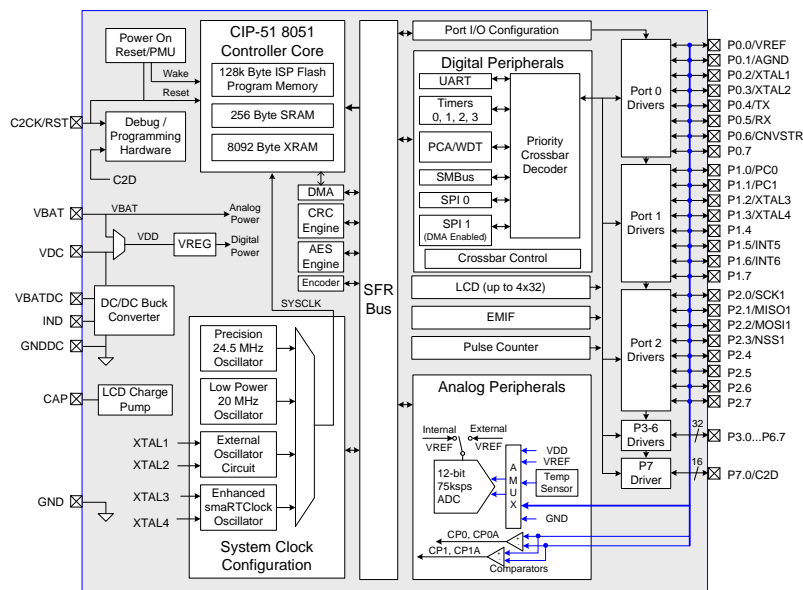 Power On
Reset/PMU
Wake
Reset
C2CK/RST
Debug /
Programming
Hardware
C2D
VBAT
VBAT
Analog
Power
VDC
VDD
VREG
Digital
Power
VBATDC
IND
GNDDC
DC/DC Buck
Converter
CAP
LCD Charge
Pump
XTAL1
XTAL2
XTAL3
XTAL4
GND
CIP-51 8051
Controller Core
128k Byte ISP Flash
Program Memory
256 Byte SRAM
8092 Byte XRAM
DMA
CRC
Engine
AES
Engine
Encoder
SYSCLK
Precision
24.5 MHz
Oscillator
Low Power
20 MHz
Oscillator
External
Oscillator
Circuit
Enhanced
smaRTClock
Oscillator
System Clock
Configuration
SFR
Bus
Port I/O Configuration
Digital Peripherals
UART
Timers
0, 1, 2, 3
PCA/WDT
SMBus
SPI 0
SPI 1
(DMA Enabled)
Priority
Crossbar
Decoder
Crossbar Control
LCD (up to 4x32)
EMIF
Pulse Counter
Analog Peripherals
Internal
External
VREF
VREF
12-bit
75ksps
ADC
A
M
U
X
VDD
VREF
Temp
Sensor
GND
CP0, CP0A
CP1, CP1A
+
-
+
-
Comparators
Port 0
Drivers
Port 1
Drivers
Port 2
Drivers
P3-6
Drivers
P7
Driver
32
16
P0.0/VREF
P0.1/AGND
P0.2/XTAL1
P0.3/XTAL2
P0.4/TX
P0.5/RX
P0.6/CNVSTR
P0.7
P1.0/PC0
P1.1/PC1
P1.2/XTAL3
P1.3/XTAL4
P1.4
P1.5/INT5
P1.6/INT6
P1.7
P2.0/SCK1
P2.1/MISO1
P2.2/MOSI1
P2.3/NSS1
P2.4
P2.5
P2.6
P2.7
P3.0...P6.7
P7.0/C2D